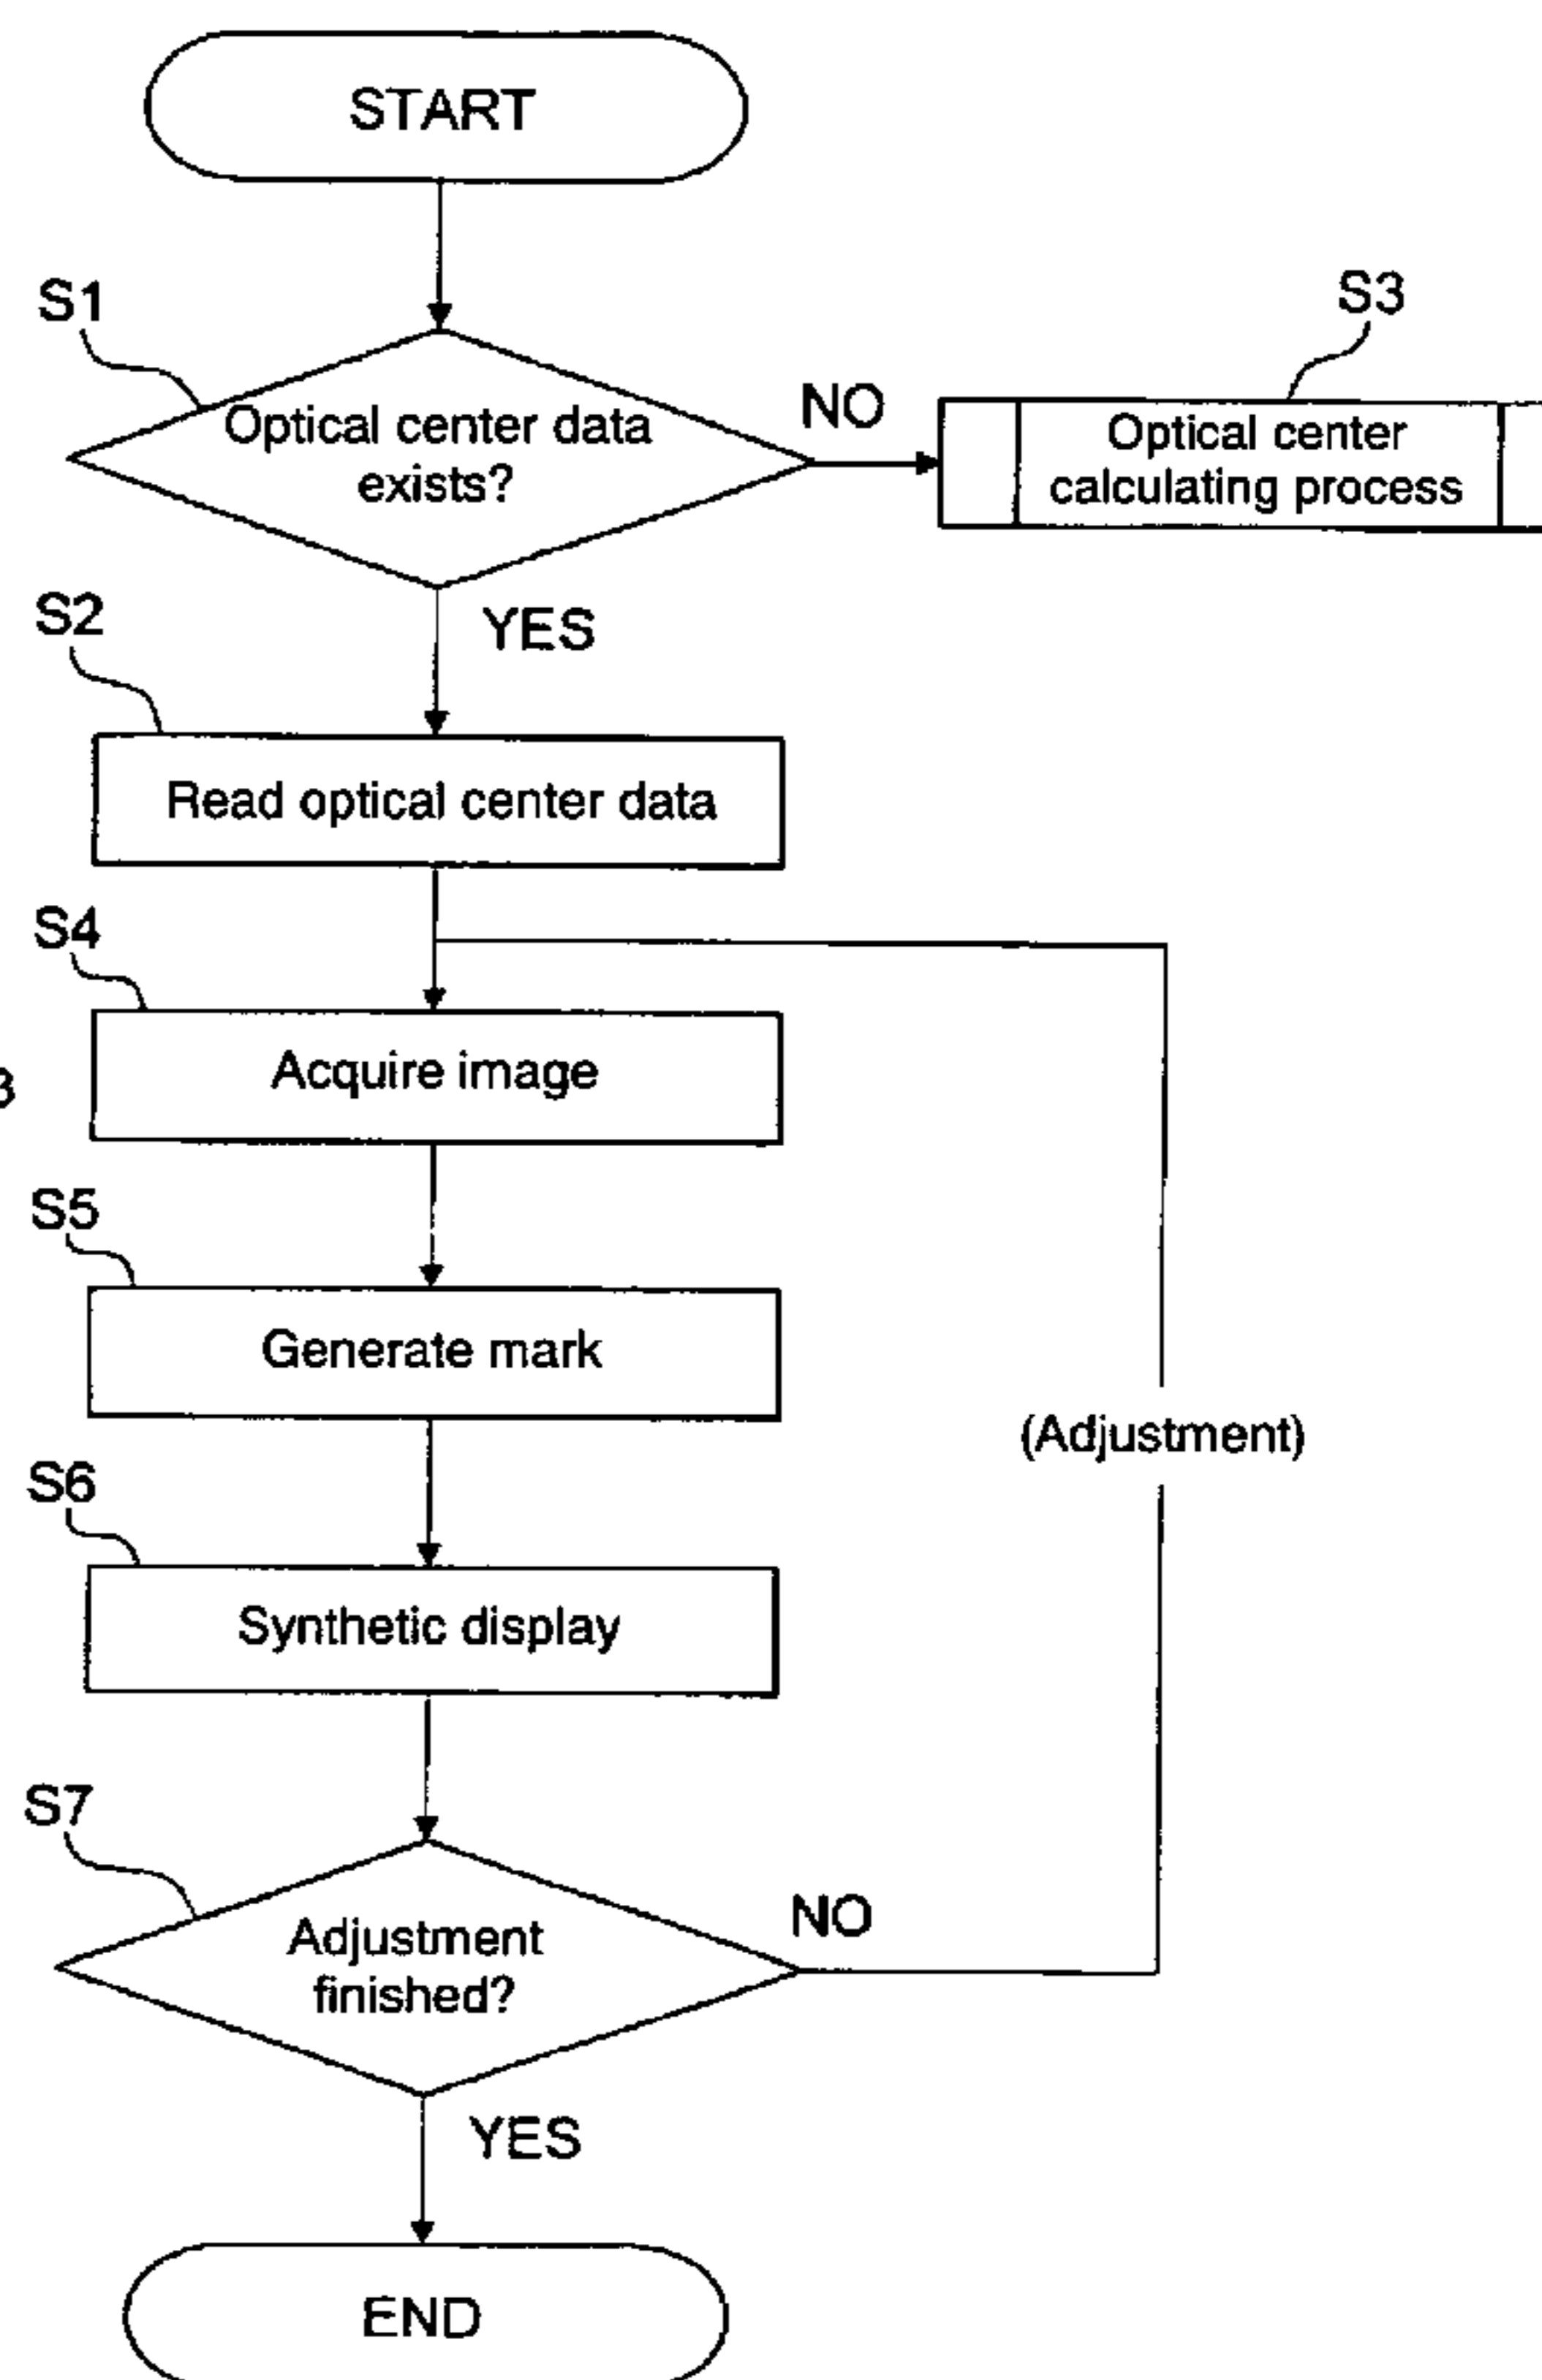 START
S1
S3
NO
Optical center data
exists?
Optical center
calculating process
S2
YES
Read optical center data
S4
Acquire image
S5
Generate mark
(Adjustment)
S6
Synthetic display
S7
NO
Adjustment
finished?
YES
END